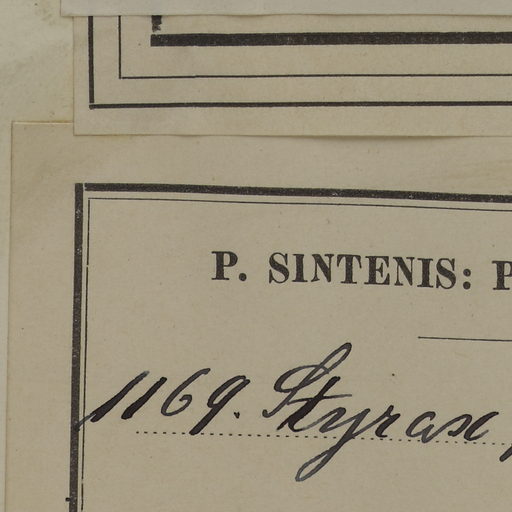 P. SINTENIS: P
1169. Styrax